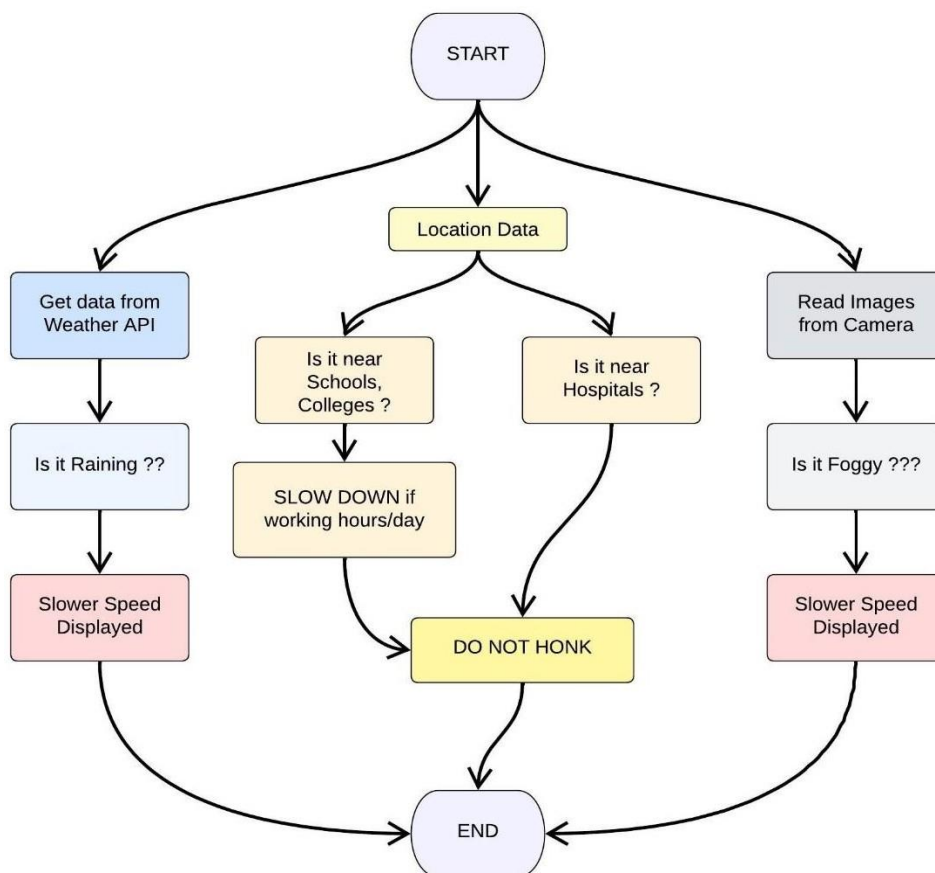 START
Location Data
Get data from
Weather API
Read Images
from Camera
Is it near
Schools,
Colleges ?
Is it near
Hospitals ?
Is it Raining ??
Is it Foggy ???
SLOW DOWN if
working hours/day
Slower Speed
Displayed
DO NOT HONK
Slower Speed
Displayed
END